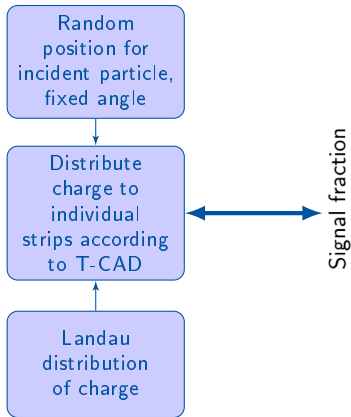 Random
position for
incident particle,
fixed angle
Distribute
charge to
individual
strips according
to T-CAD
Signal fraction
Landau
distribution
of charge